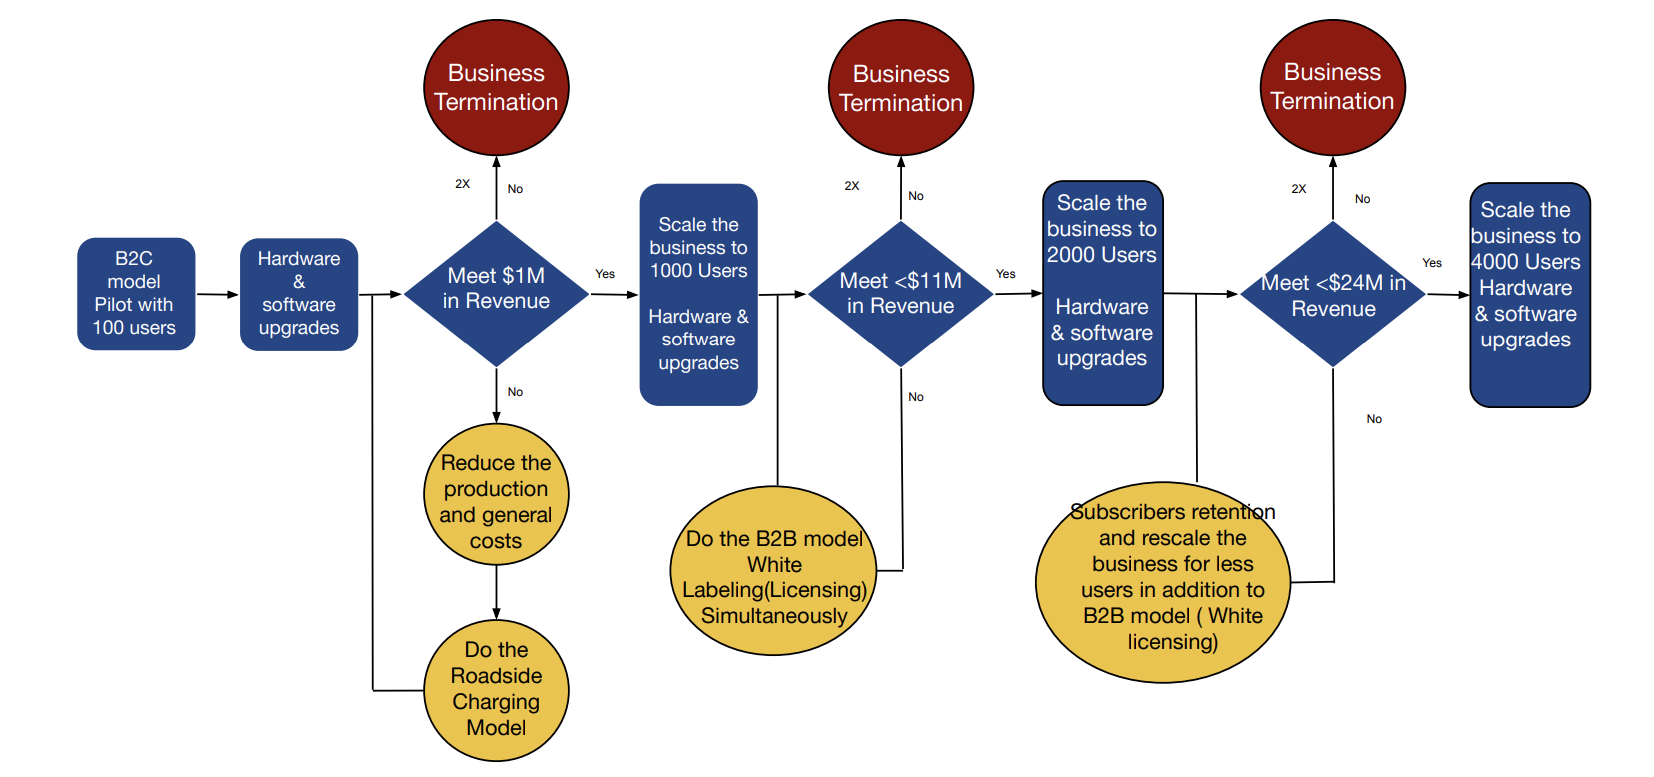 Business
Termination
Business
Termination
Business
Termination
2X
No
2X
No
2X
No
B2C
model
Pilot with
100 users
Hardware
&
software
upgrades
Meet $1M
in Revenue
Yes
Scale the
business to
1000 Users
Hardware &
software
upgrades
Meet <$11M
in Revenue
Yes
Scale the
business to
2000 Users
Hardware
& software
upgrades
Meet <$24M in
Revenue
Yes
Scale the
business to
4000 Users
Hardware
& software
upgrades
No
No
No
Reduce the
production
and general
costs
Do the
Roadside
Charging
Model
Do the B2B model
White
Labeling(Licensing)
Simultaneously
Subscribers retention
and rescale the
business for less
users in addition to
B2B model ( White
licensing)